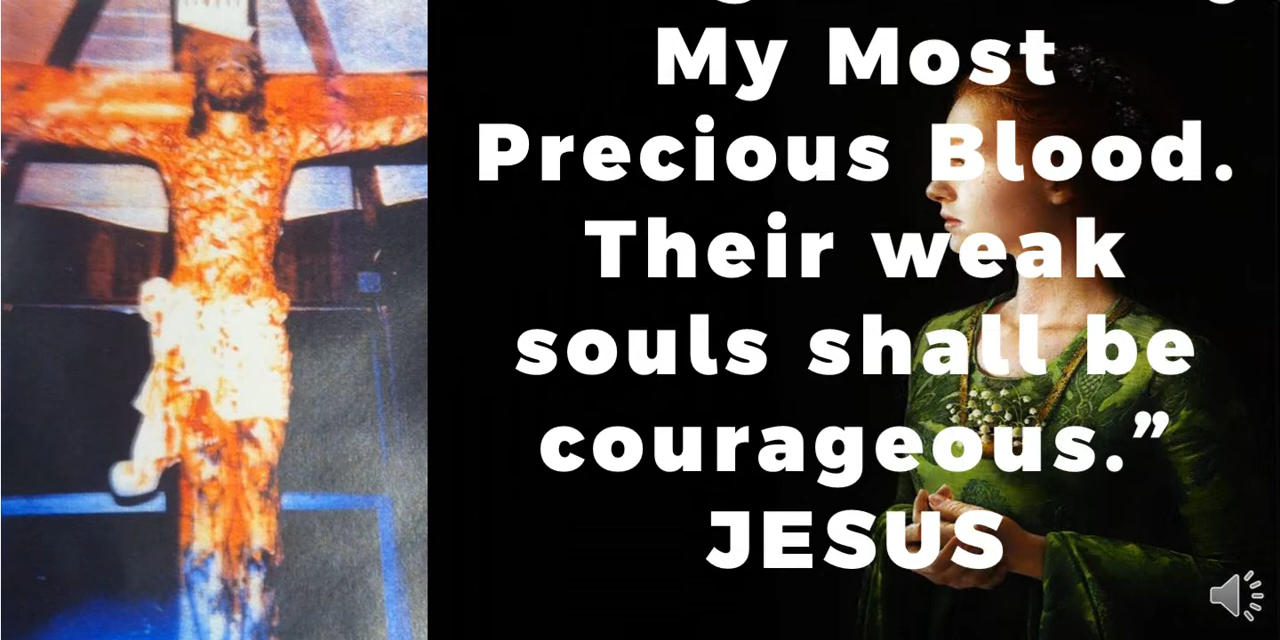 My Most
Precious Blood.
Their weak
souls shall be
courageous.”
JESUS